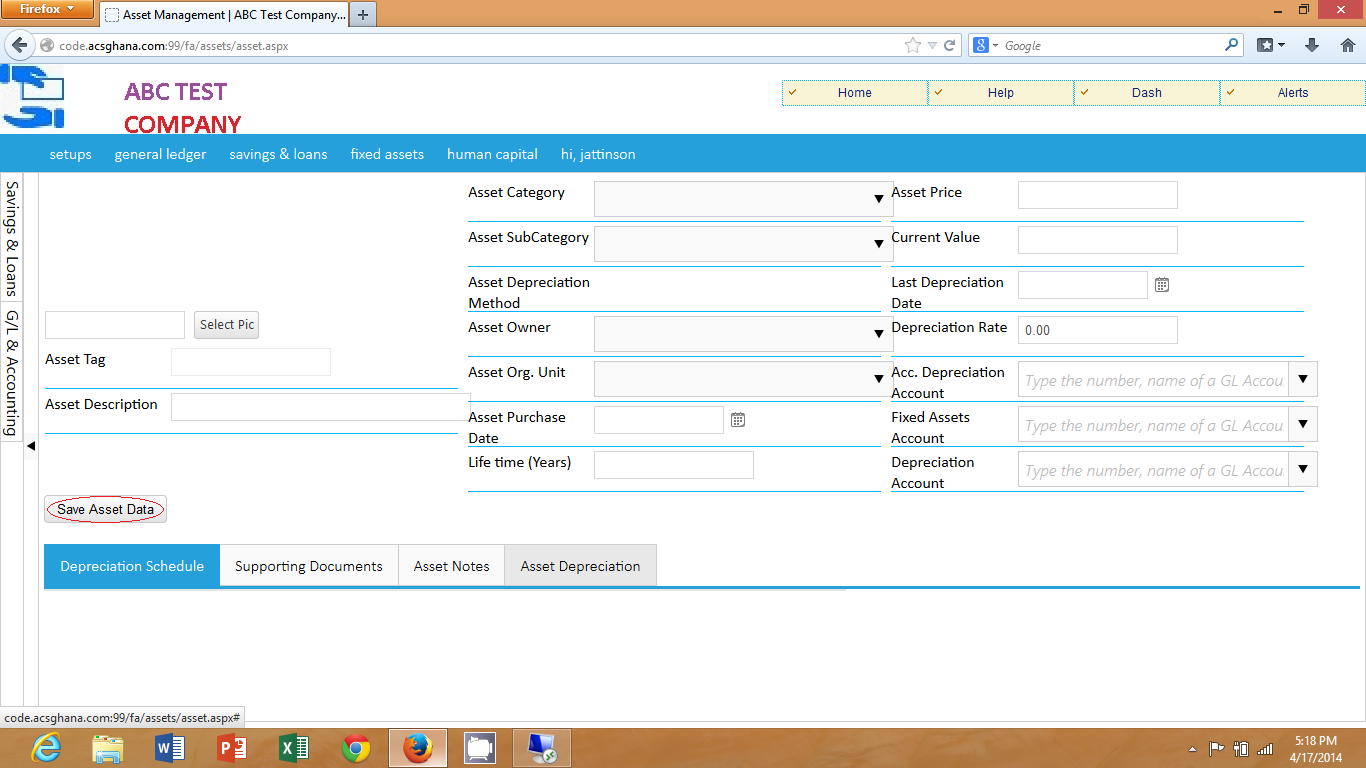 Firefox
Asset Management | ABC Test Company...
code.acsghana.com:99/fa/assets/asset.aspx
Google
ABC TEST
COMPANY
Home
Help
Dash
Alerts
setups
general ledger
savings & loans
fixed assets
human capital
hi, jattinson
Savings & Loans
G/L & Accounting
Select Pic
Asset Tag
Asset Description
Asset Category
Asset SubCategory
Asset Depreciation
Method
Asset Owner
Asset Org. Unit
Asset Purchase
Date
Life time (Years)
Asset Price
Current Value
Last Depreciation
Date
Depreciation Rate
0.00
Acc. Depreciation
Account
Type the number, name of a GL Accou
Fixed Assets
Account
Type the number, name of a GL Accou
Depreciation
Account
Type the number, name of a GL Accou
Save Asset Data
Depreciation Schedule
Supporting Documents
Asset Notes
Asset Depreciation
code.acsghana.com:99/fa/assets/asset.aspx#
5:18 PM
4/17/2014